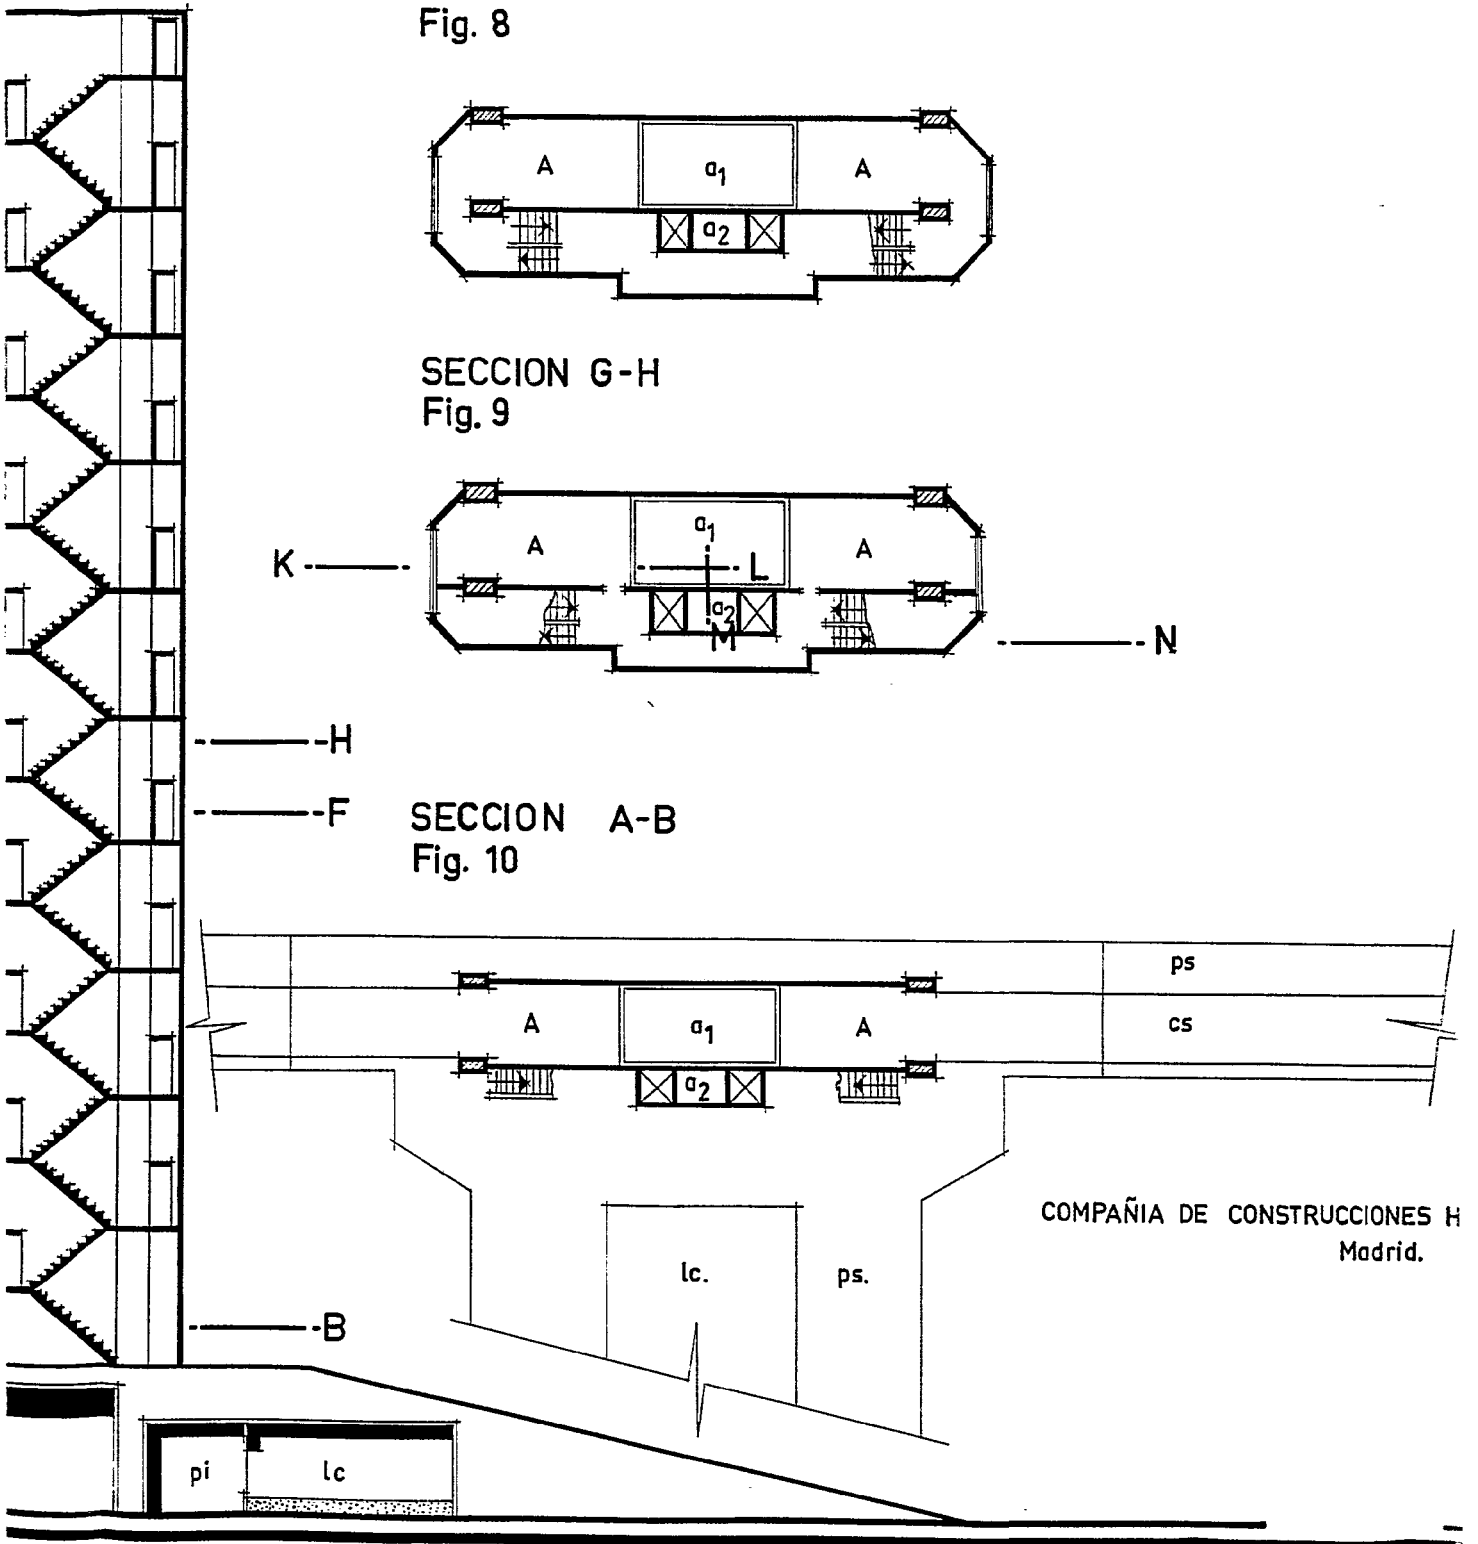 Fig. 8
A a1 A
a2
SECCION G-H
Fig. 9
a1
A A
K L
a2
M N
H
F
SECCION A-B
Fig. 10
ps
A a1 A cs
a2
COMPAÑIA DE CONSTRUCCIONES H
Madrid.
lc. ps.
B
pi lc